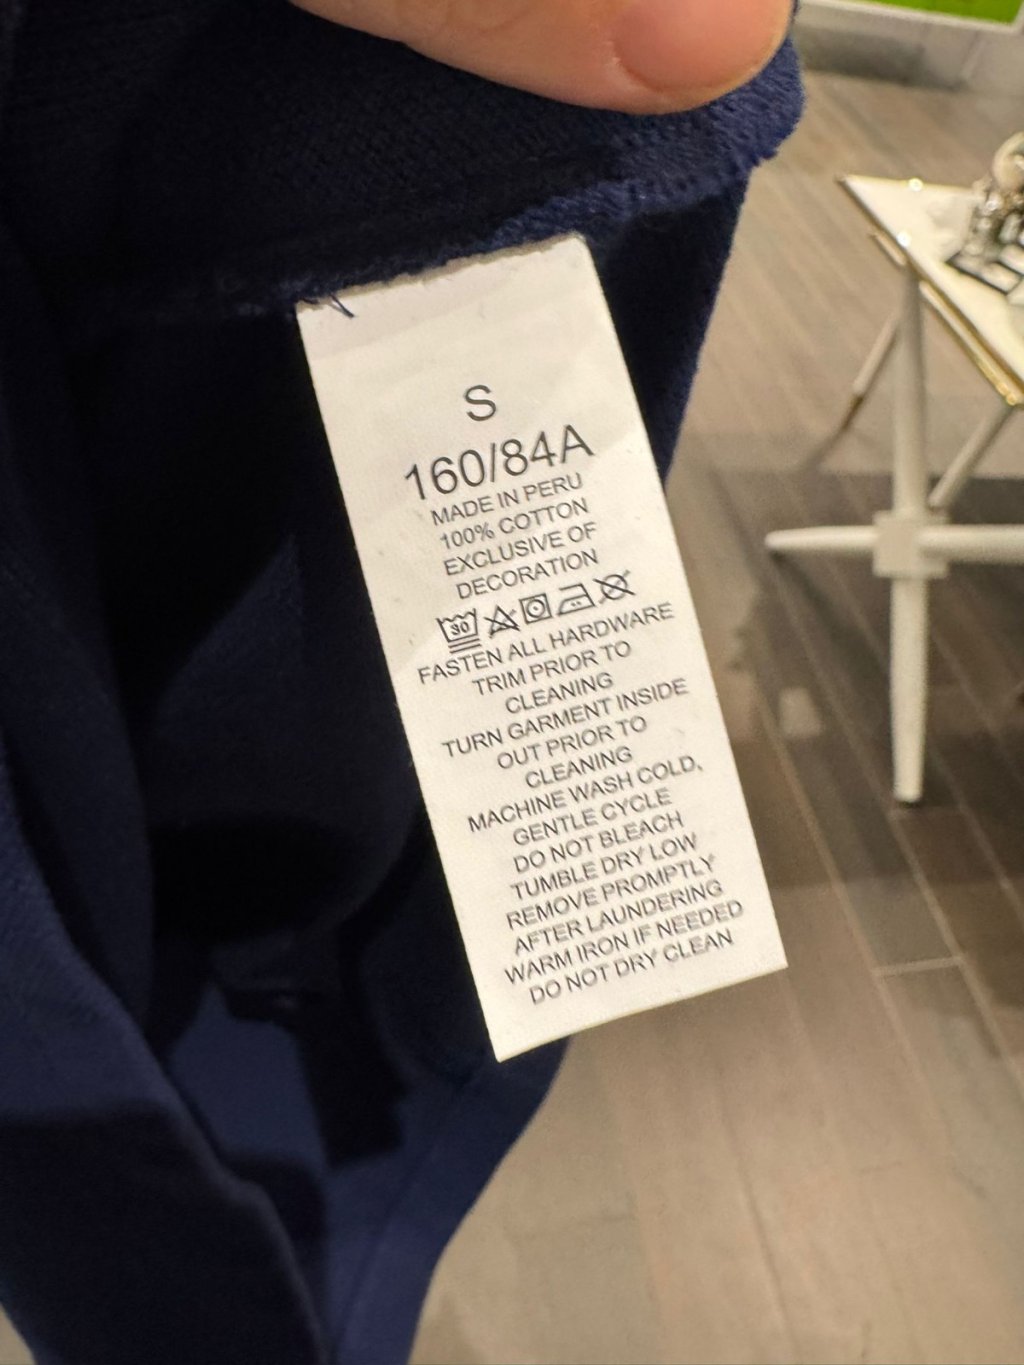 S
160/84A
MADE IN PERU
100% COTTON
EXCLUSIVE OF
DECORATION
30
FASTEN ALL HARDWARE
TRIM PRIOR TO
CLEANING
TURN GARMENT INSIDE
OUT PRIOR TO
CLEANING
MACHINE WASH COLD,
GENTLE CYCLE
DO NOT BLEACH
TUMBLE DRY LOW
REMOVE PROMPTLY
AFTER LAUNDERING
WARM IRON IF NEEDED
DO NOT DRY CLEAN